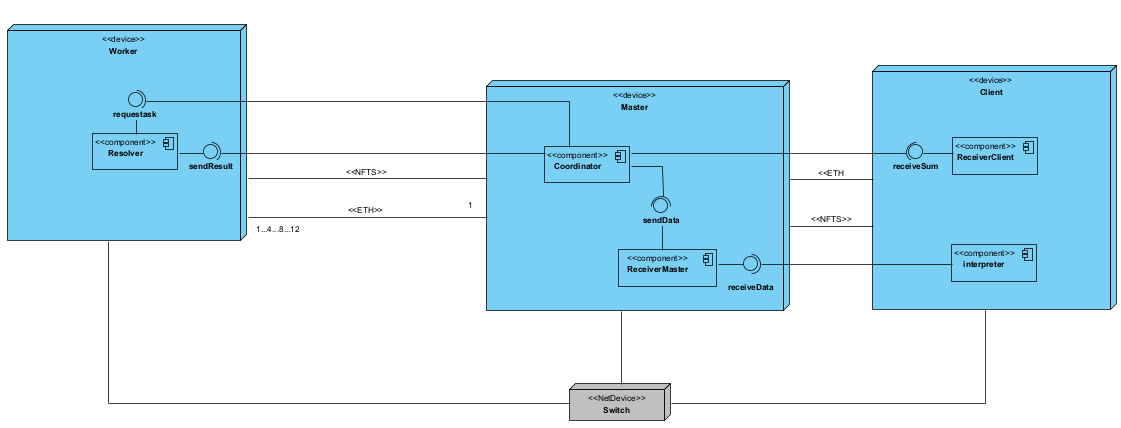 <<device>>
Worker
requestask
<<component>>
Resolver
sendResult
<<NFTS>>
<<ETH>>
1...4...8...12
1
<<device>>
Master
<<component>>
Coordinator
sendData
<<component>>
ReceiverMaster
receiveData
<<device>>
Client
<<component>>
ReceiverClient
receiveSum
<<ETH
<<NFTS>>
<<component>>
interpreter
<<NetDevice>>
Switch